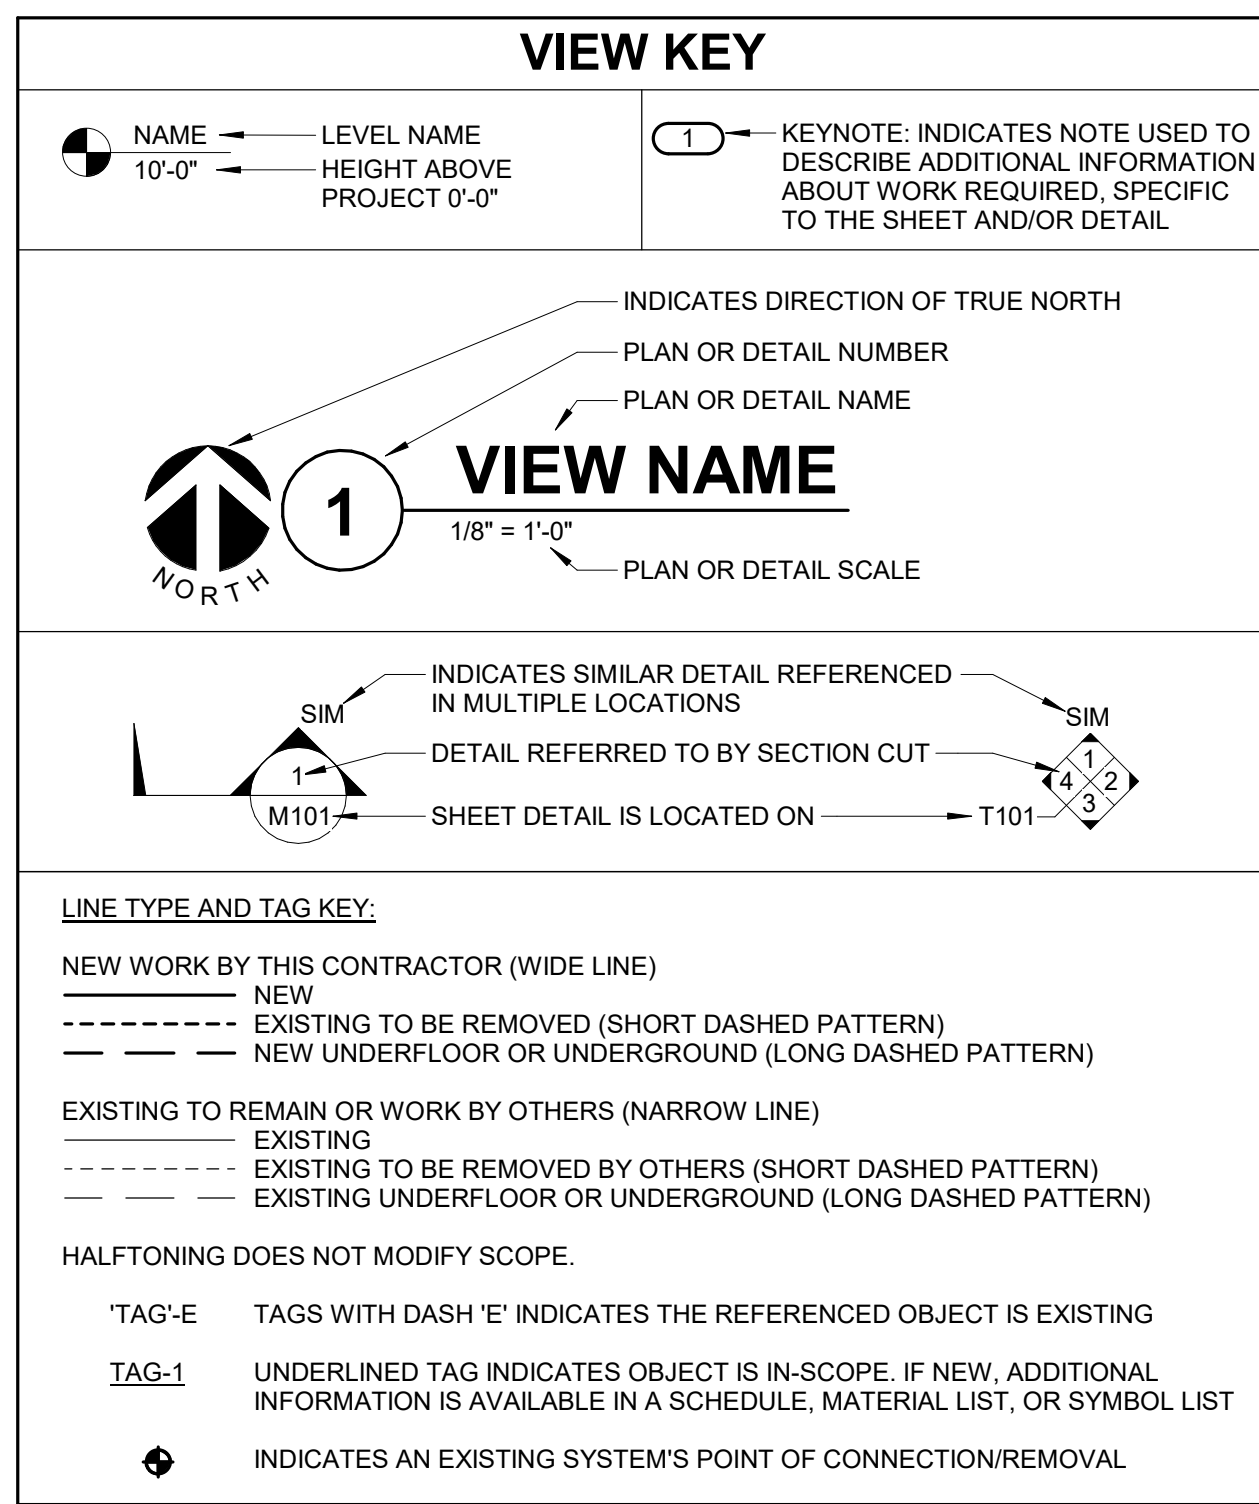 VIEW KEY
NAME
10'-0"
LEVEL NAME
HEIGHT ABOVE
PROJECT 0'-0"
1
KEYNOTE: INDICATES NOTE USED TO
DESCRIBE ADDITIONAL INFORMATION
ABOUT WORK REQUIRED, SPECIFIC
TO THE SHEET AND/OR DETAIL
INDICATES DIRECTION OF TRUE NORTH
PLAN OR DETAIL NUMBER
PLAN OR DETAIL NAME
NORTH
1
VIEW NAME
1/8" = 1'-0"
PLAN OR DETAIL SCALE
INDICATES SIMILAR DETAIL REFERENCED
IN MULTIPLE LOCATIONS
SIM
SIM
DETAIL REFERRED TO BY SECTION CUT
1
1
4 2
3
M101
SHEET DETAIL IS LOCATED ON
T101
LINE TYPE AND TAG KEY:
NEW WORK BY THIS CONTRACTOR (WIDE LINE)
NEW
EXISTING TO BE REMOVED (SHORT DASHED PATTERN)
NEW UNDERFLOOR OR UNDERGROUND (LONG DASHED PATTERN)
EXISTING TO REMAIN OR WORK BY OTHERS (NARROW LINE)
EXISTING
EXISTING TO BE REMOVED BY OTHERS (SHORT DASHED PATTERN)
EXISTING UNDERFLOOR OR UNDERGROUND (LONG DASHED PATTERN)
HALFTONING DOES NOT MODIFY SCOPE.
'TAG'-E TAGS WITH DASH 'E' INDICATES THE REFERENCED OBJECT IS EXISTING
TAG-1 UNDERLINED TAG INDICATES OBJECT IS IN-SCOPE. IF NEW, ADDITIONAL
INFORMATION IS AVAILABLE IN A SCHEDULE, MATERIAL LIST, OR SYMBOL LIST
INDICATES AN EXISTING SYSTEM'S POINT OF CONNECTION/REMOVAL